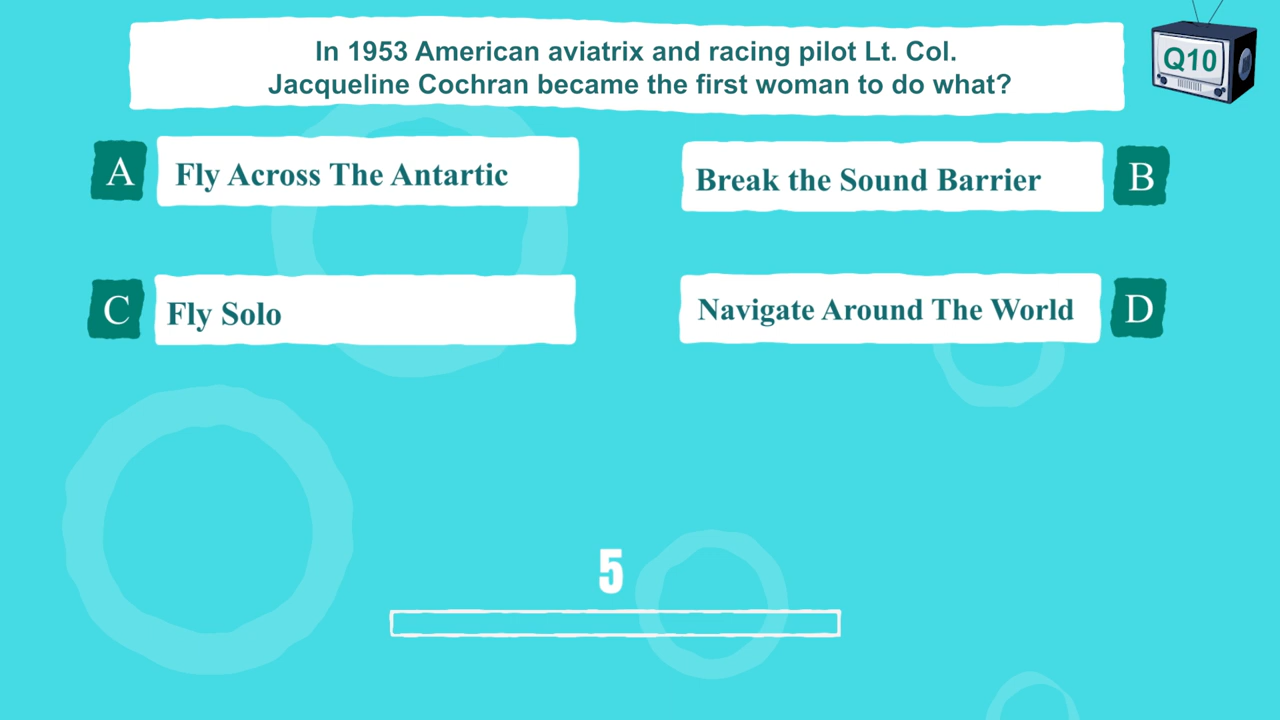 In 1953 American aviatrix and racing pilot Lt. Col.
Jacqueline Cochran became the first woman to do what?
Q10
A
Fly Across The Antartic
Break the Sound Barrier
B
C
Fly Solo
Navigate Around The World
D
5